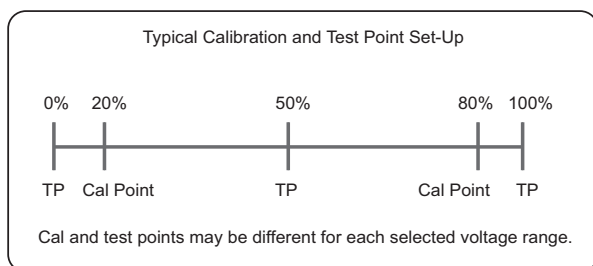 Typical Calibration and Test Point Set-Up
0% 20% 50% 80% 100%
TP Cal Point TP Cal Point TP
Cal and test points may be different for each selected voltage range.